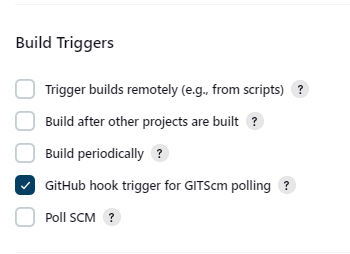 Build Triggers
Trigger builds remotely (e.g., from scripts) ?
Build after other projects are built ?
Build periodically ?
GitHub hook trigger for GITScm polling ?
Poll SCM ?